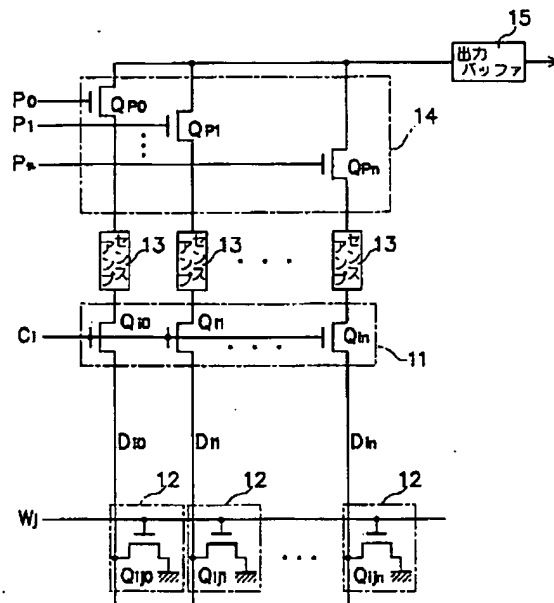 15
出力
バッファ
P0
QP0
P1
QP1
14
Pn
QPn
センス
アンプ
13
センス
アンプ
13
センス
アンプ
13
Ci
Qi0
Qi1
Qin
11
Di0
Di1
Din
12
12
12
Wj
Qij0
Qij1
Qijn